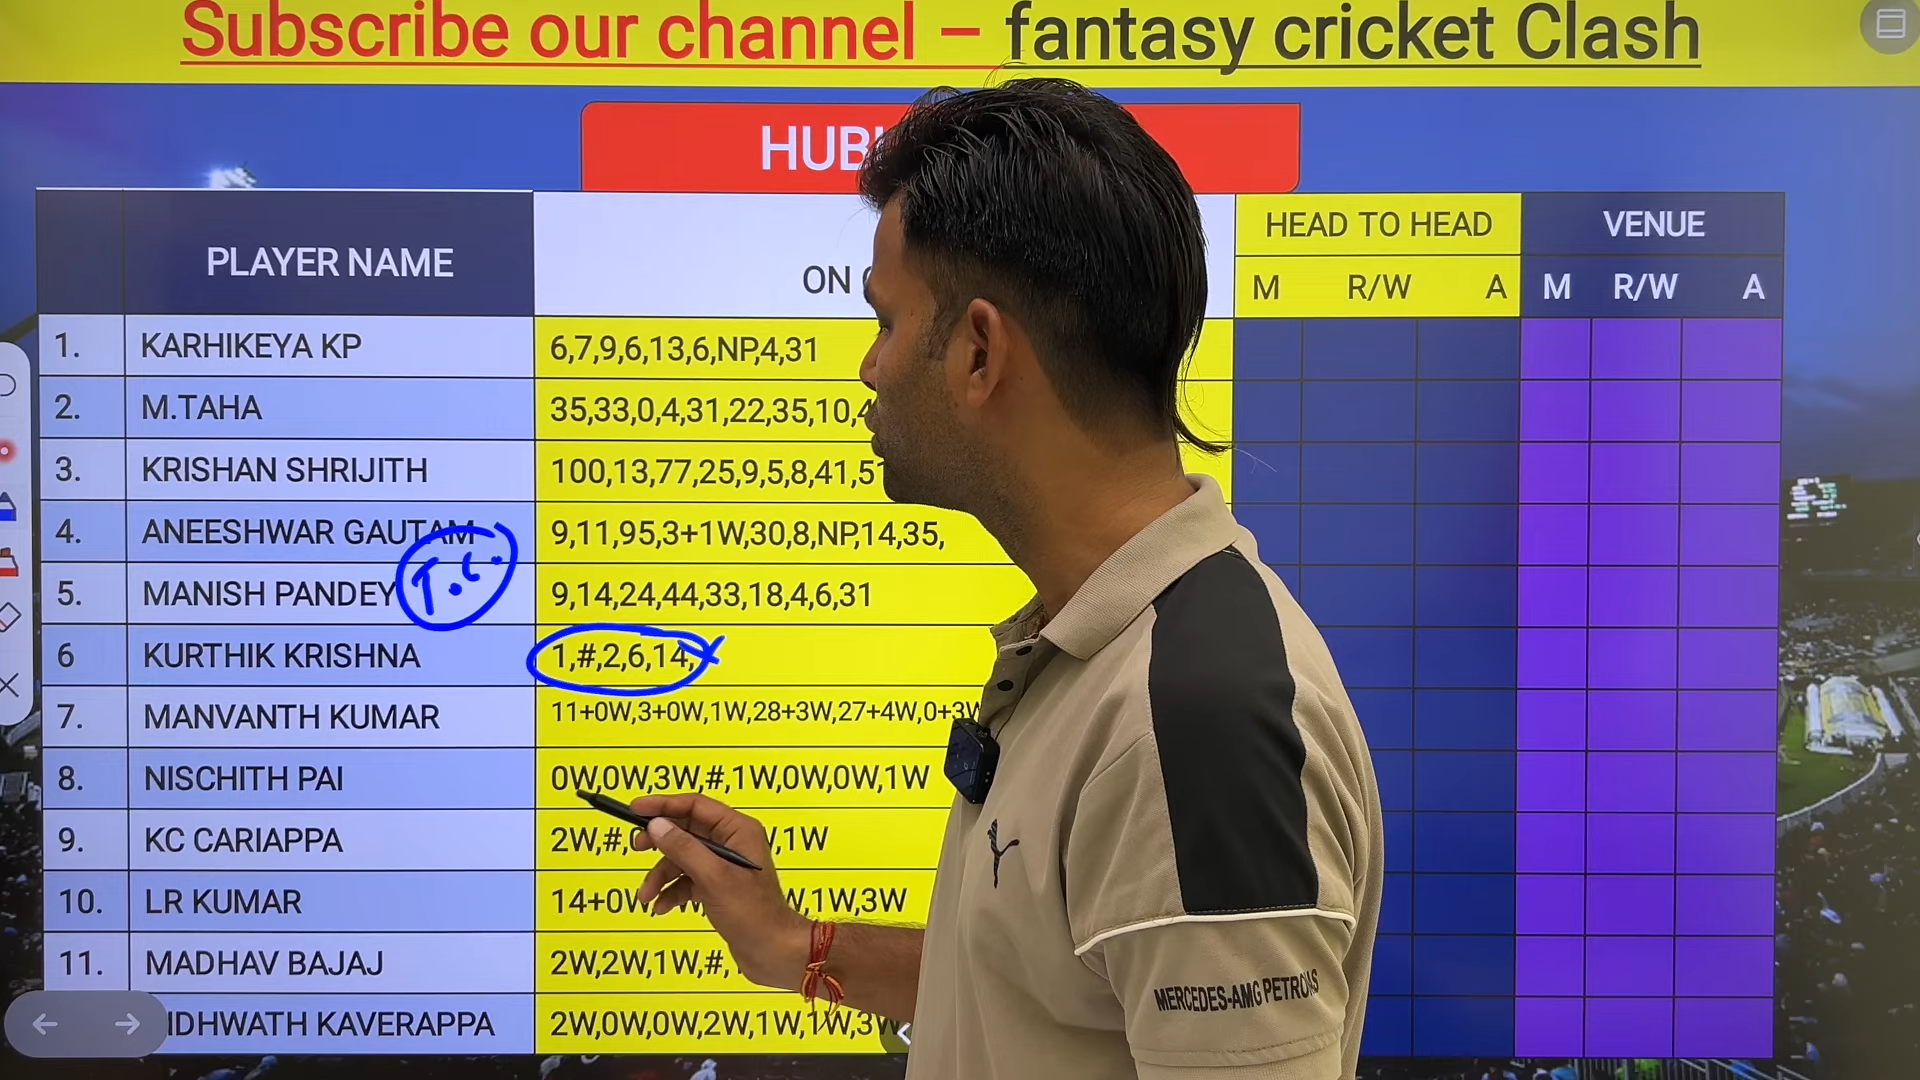 Subscribe our channel – fantasy cricket Clash
HUB
PLAYER NAME
ON
HEAD TO HEAD
VENUE
M R/W A M R/W A
1. KARHIKEYA KP 6,7,9,6,13,6,NP,4,31
2. M.TAHA 35,33,0,4,31,22,35,10,4
3. KRISHAN SHRIJITH 100,13,77,25,9,5,8,41,5
4. ANEESHWAR GAUTAM 9,11,95,3+1W,30,8,NP,14,35,
T.C.
5. MANISH PANDEY 9,14,24,44,33,18,4,6,31
6 KURTHIK KRISHNA 1,#,2,6,14,
7. MANVANTH KUMAR 11+0W,3+0W,1W,28+3W,27+4W,0+3W
8. NISCHITH PAI 0W,0W,3W,#,1W,0W,0W,1W
9. KC CARIAPPA 2W,#, ,1W
10. LR KUMAR 14+0W, ,1W,3W
11. MADHAV BAJAJ 2W,2W,1W,#,
IDHWATH KAVERAPPA 2W,0W,0W,2W,1W,1W,3W
MERCEDES-AMG PETRONAS